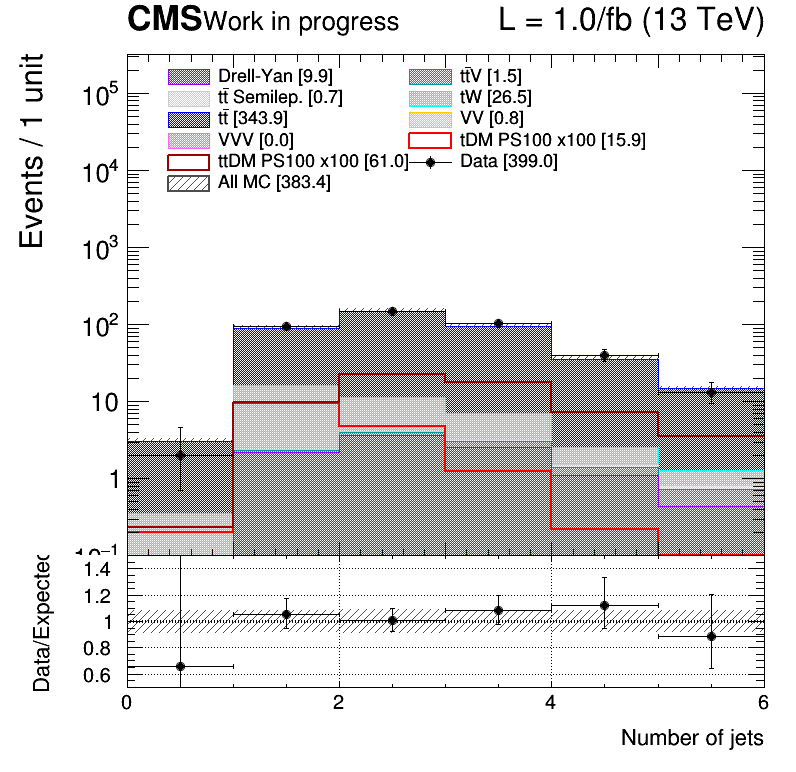 CMS Work in progress L = 1.0/fb (13 TeV)
Events / 1 unit
Drell-Yan [9.9] tt̄V [1.5]
tt̄ Semilep. [0.7] tW [26.5]
tt̄ [343.9] VV [0.8]
VVV [0.0] tDM PS100 x100 [15.9]
ttDM PS100 x100 [61.0] Data [399.0]
All MC [383.4]
10⁵
10⁴
10³
10²
10
1
10⁻¹
Data/Expected
1.4
1.2
1
0.8
0.6
0 2 4 6
Number of jets